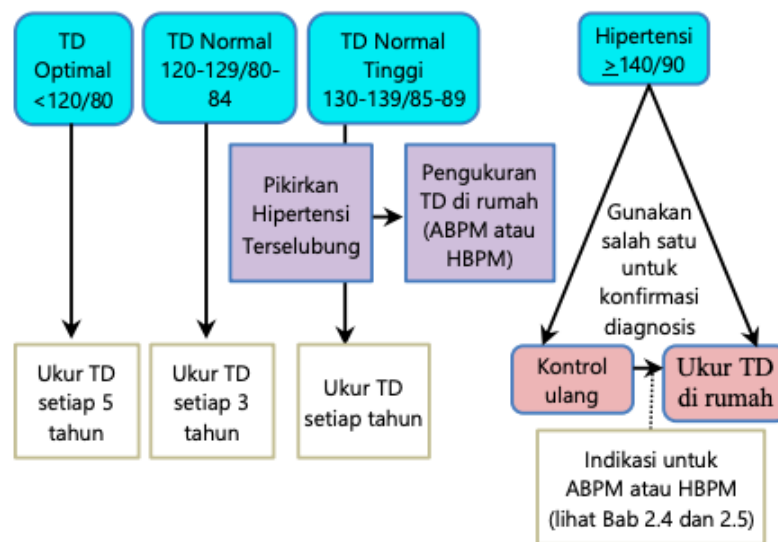 TD
Optimal
<120/80
TD Normal
120-129/80-
84
TD Normal
Tinggi
130-139/85-89
Hipertensi
≥140/90
Pikirkan
Hipertensi
Terselubung
Pengukuran
TD di rumah
(ABPM atau
HBPM)
Gunakan
salah satu
untuk
konfirmasi
diagnosis
Ukur TD
setiap 5
tahun
Ukur TD
setiap 3
tahun
Ukur TD
setiap tahun
Kontrol
ulang
Ukur TD
di rumah
Indikasi untuk
ABPM atau HBPM
(lihat Bab 2.4 dan 2.5)